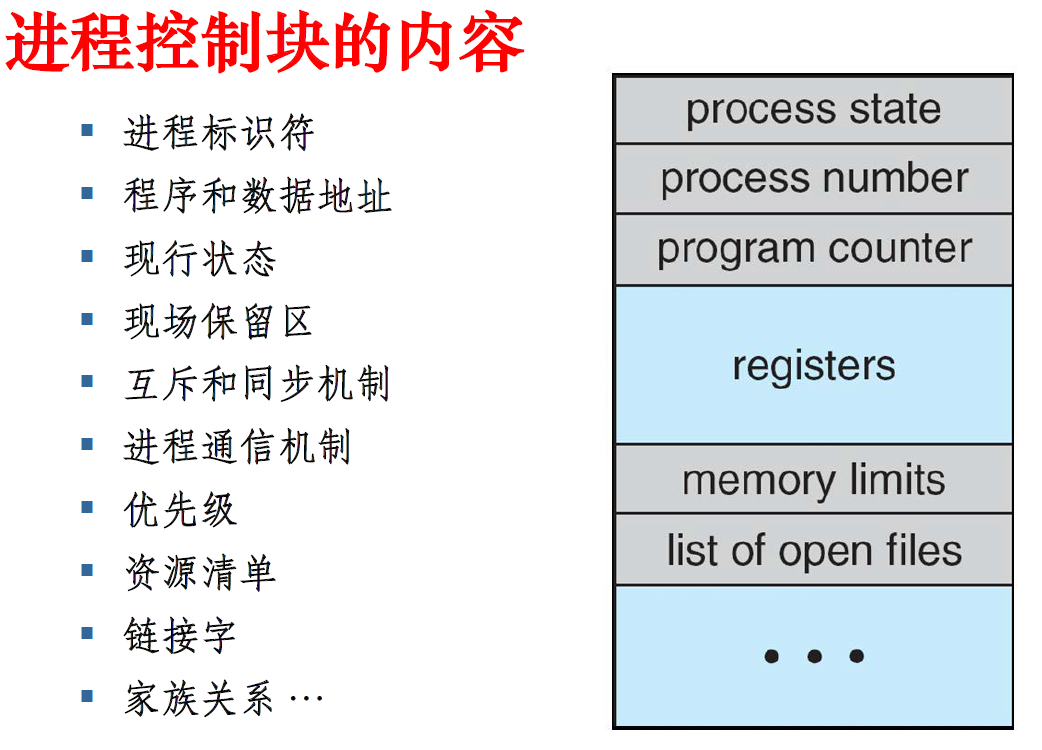 进程控制块的内容
进程标识符
程序和数据地址
现行状态
现场保留区
互斥和同步机制
进程通信机制
优先级
资源清单
链接字
家族关系 …
process state
process number
program counter
registers
memory limits
list of open files
• • •